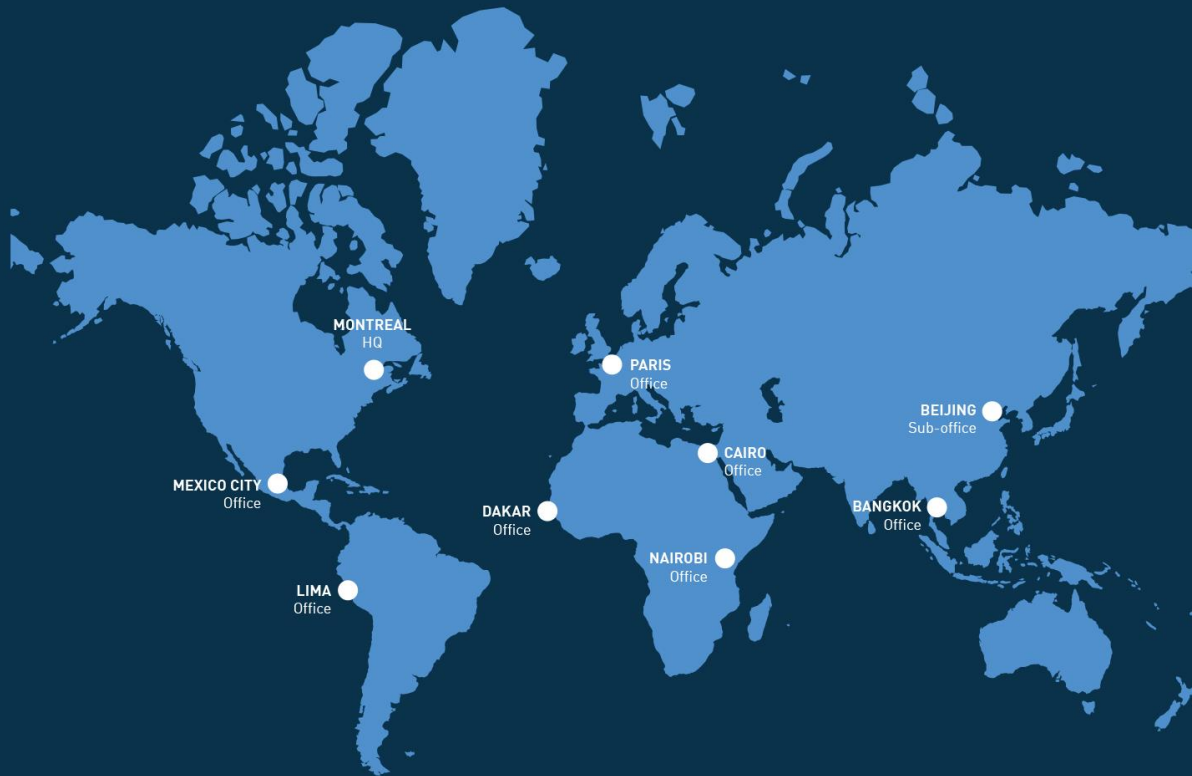 MONTREAL
HQ
PARIS
Office
BEIJING
Sub-office
CAIRO
Office
MEXICO CITY
Office
DAKAR
Office
BANGKOK
Office
NAIROBI
Office
LIMA
Office